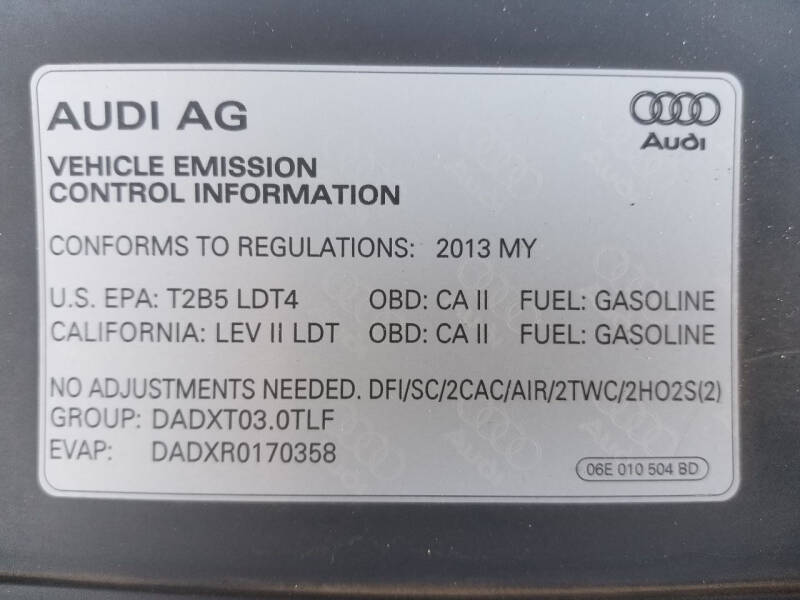 AUDI AG
Audi
VEHICLE EMISSION
CONTROL INFORMATION
CONFORMS TO REGULATIONS: 2013 MY
U.S. EPA: T2B5 LDT4 OBD: CA II FUEL: GASOLINE
CALIFORNIA: LEV II LDT OBD: CA II FUEL: GASOLINE
NO ADJUSTMENTS NEEDED. DFI/SC/2CAC/AIR/2TWC/2HO2S(2)
GROUP: DADXT03.0TLF
EVAP: DADXR0170358
06E 010 504 BD